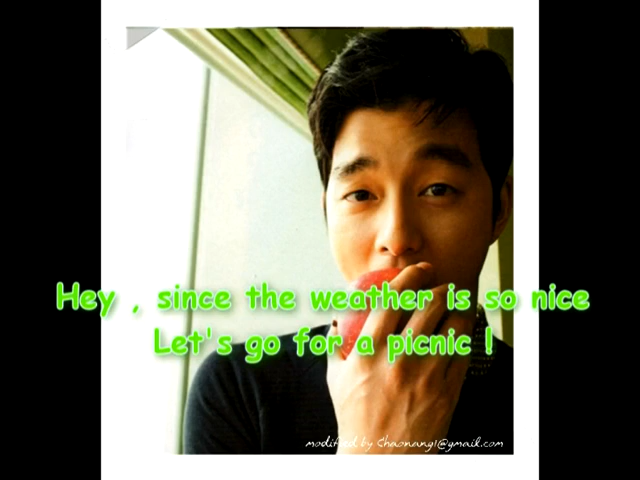 Hey , since the weather is so nice
Let's go for a picnic !
modified by Chaonang1@gmail.com